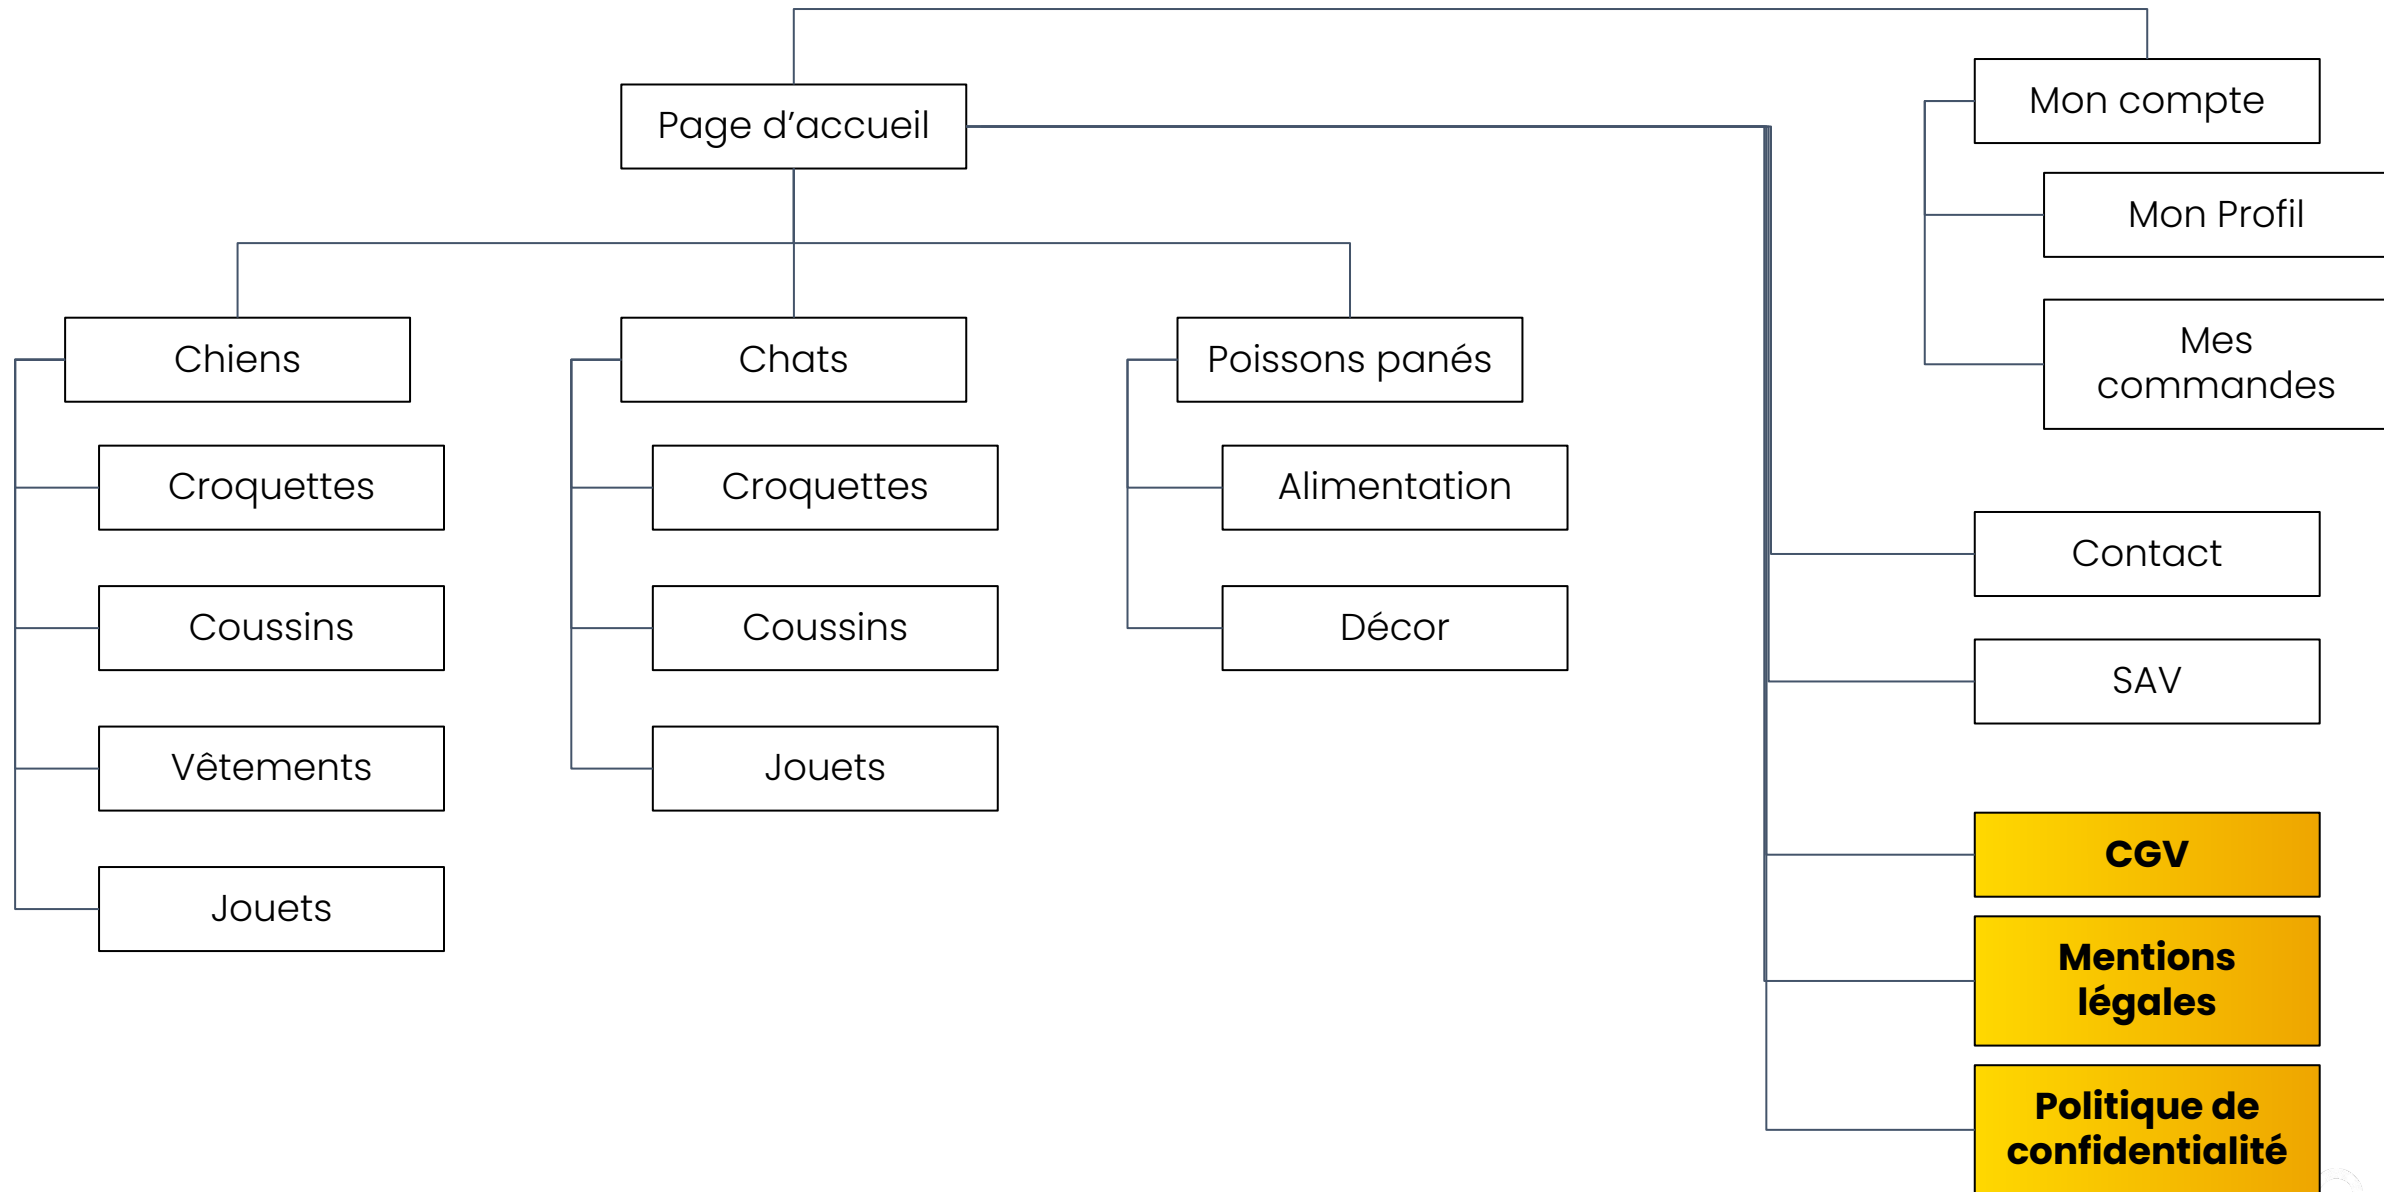 Page d’accueil
Mon compte
Mon Profil
Mes
commandes
Chiens
Croquettes
Coussins
Vêtements
Jouets
Chats
Croquettes
Coussins
Jouets
Poissons panés
Alimentation
Décor
Contact
SAV
CGV
Mentions
légales
Politique de
confidentialité